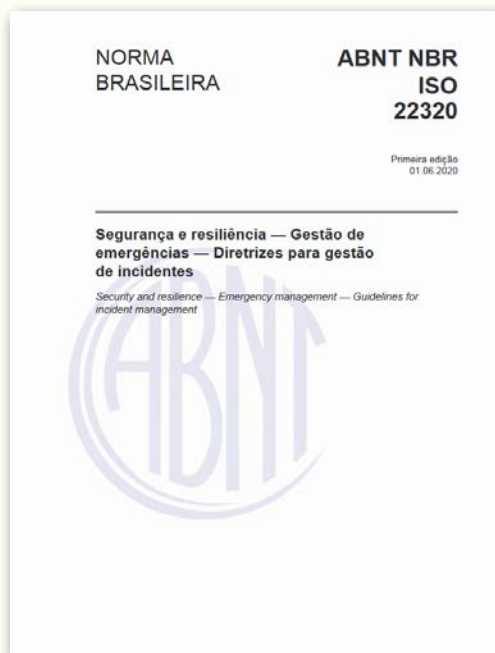 NORMA
BRASILEIRA
ABNT NBR
ISO
22320
Primeira edição
01.06.2020
Segurança e resiliência — Gestão de
emergências — Diretrizes para gestão
de incidentes
Security and resilience — Emergency management — Guidelines for
incident management
ABNT